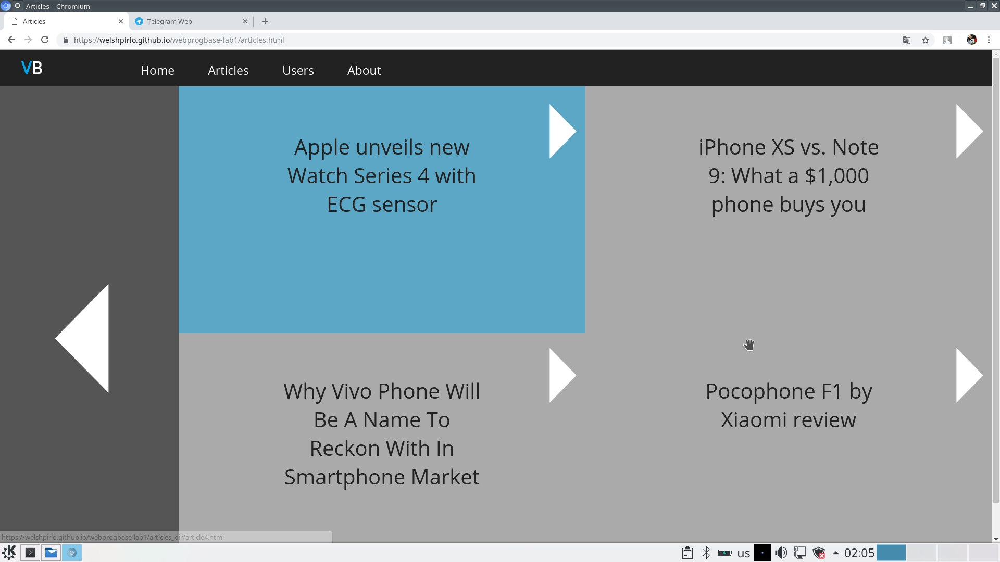 Articles – Chromium
Articles
Telegram Web
https://welshpirlo.github.io/webprogbase-lab1/articles.html
VB
Home Articles Users About
Apple unveils new
Watch Series 4 with
ECG sensor
iPhone XS vs. Note
9: What a $1,000
phone buys you
Why Vivo Phone Will
Be A Name To
Reckon With In
Smartphone Market
Pocophone F1 by
Xiaomi review
https://welshpirlo.github.io/webprogbase-lab1/articles_dir/article4.html
us
02:05